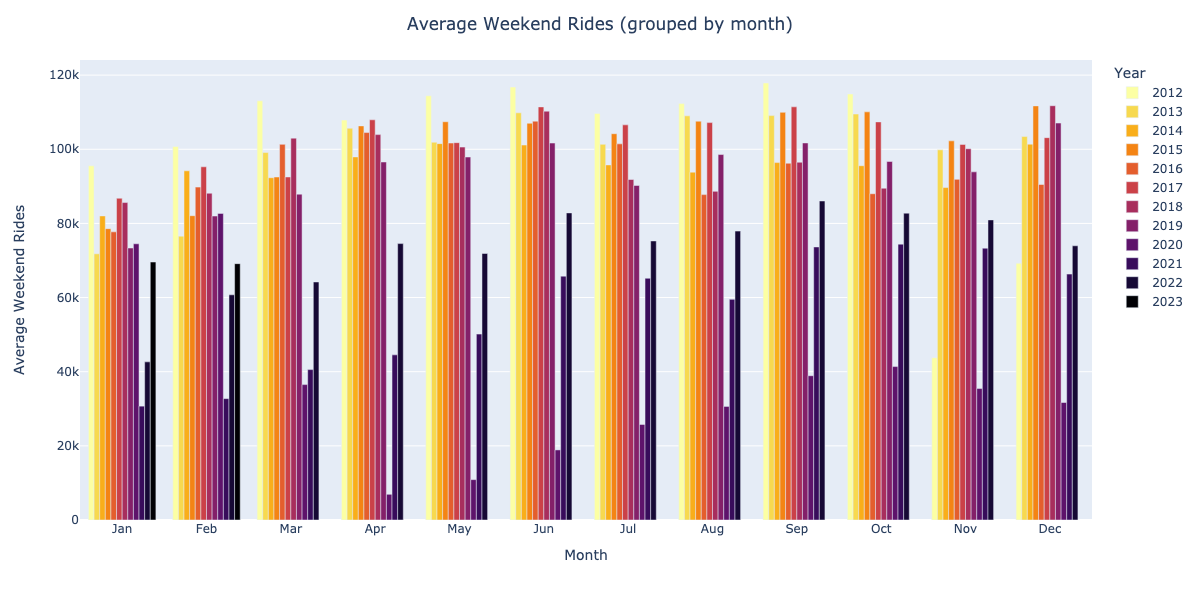 Average Weekend Rides (grouped by month)
120k
100k
80k
60k
40k
20k
0
Average Weekend Rides
Jan Feb Mar Apr May Jun Jul Aug Sep Oct Nov Dec
Month
Year
2012
2013
2014
2015
2016
2017
2018
2019
2020
2021
2022
2023